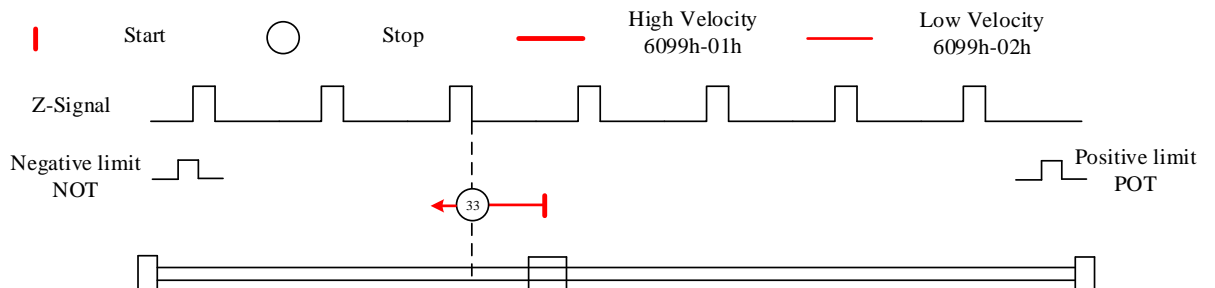 Start
Stop
High Velocity
6099h-01h
Low Velocity
6099h-02h
Z-Signal
Negative limit
NOT
Positive limit
POT
33